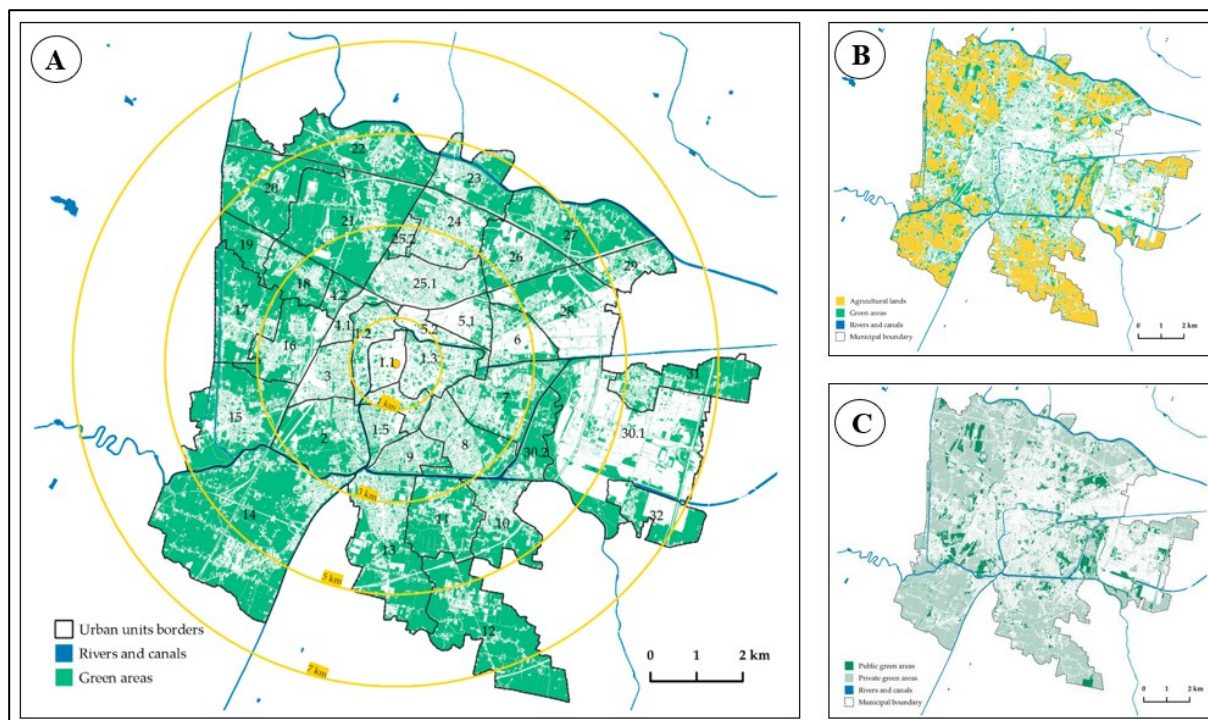 A
22
23
20
24
21
27
25.2
19
26
29
18
25.1
28
17
4.2
5.1
4.1
1.2
5.2
6
16
1.1
1.3
3
31
1 km
7
15
1.5
30.1
2
8
9
30.2
3 km
14
11
10
32
13
5 km
12
7 km
Urban units borders
Rivers and canals
Green areas
0 1 2 km
B
Agricultural lands
Green areas
Rivers and canals
Municipal boundary
0 1 2 km
C
Public green areas
Private green areas
Rivers and canals
Municipal boundary
0 1 2 km